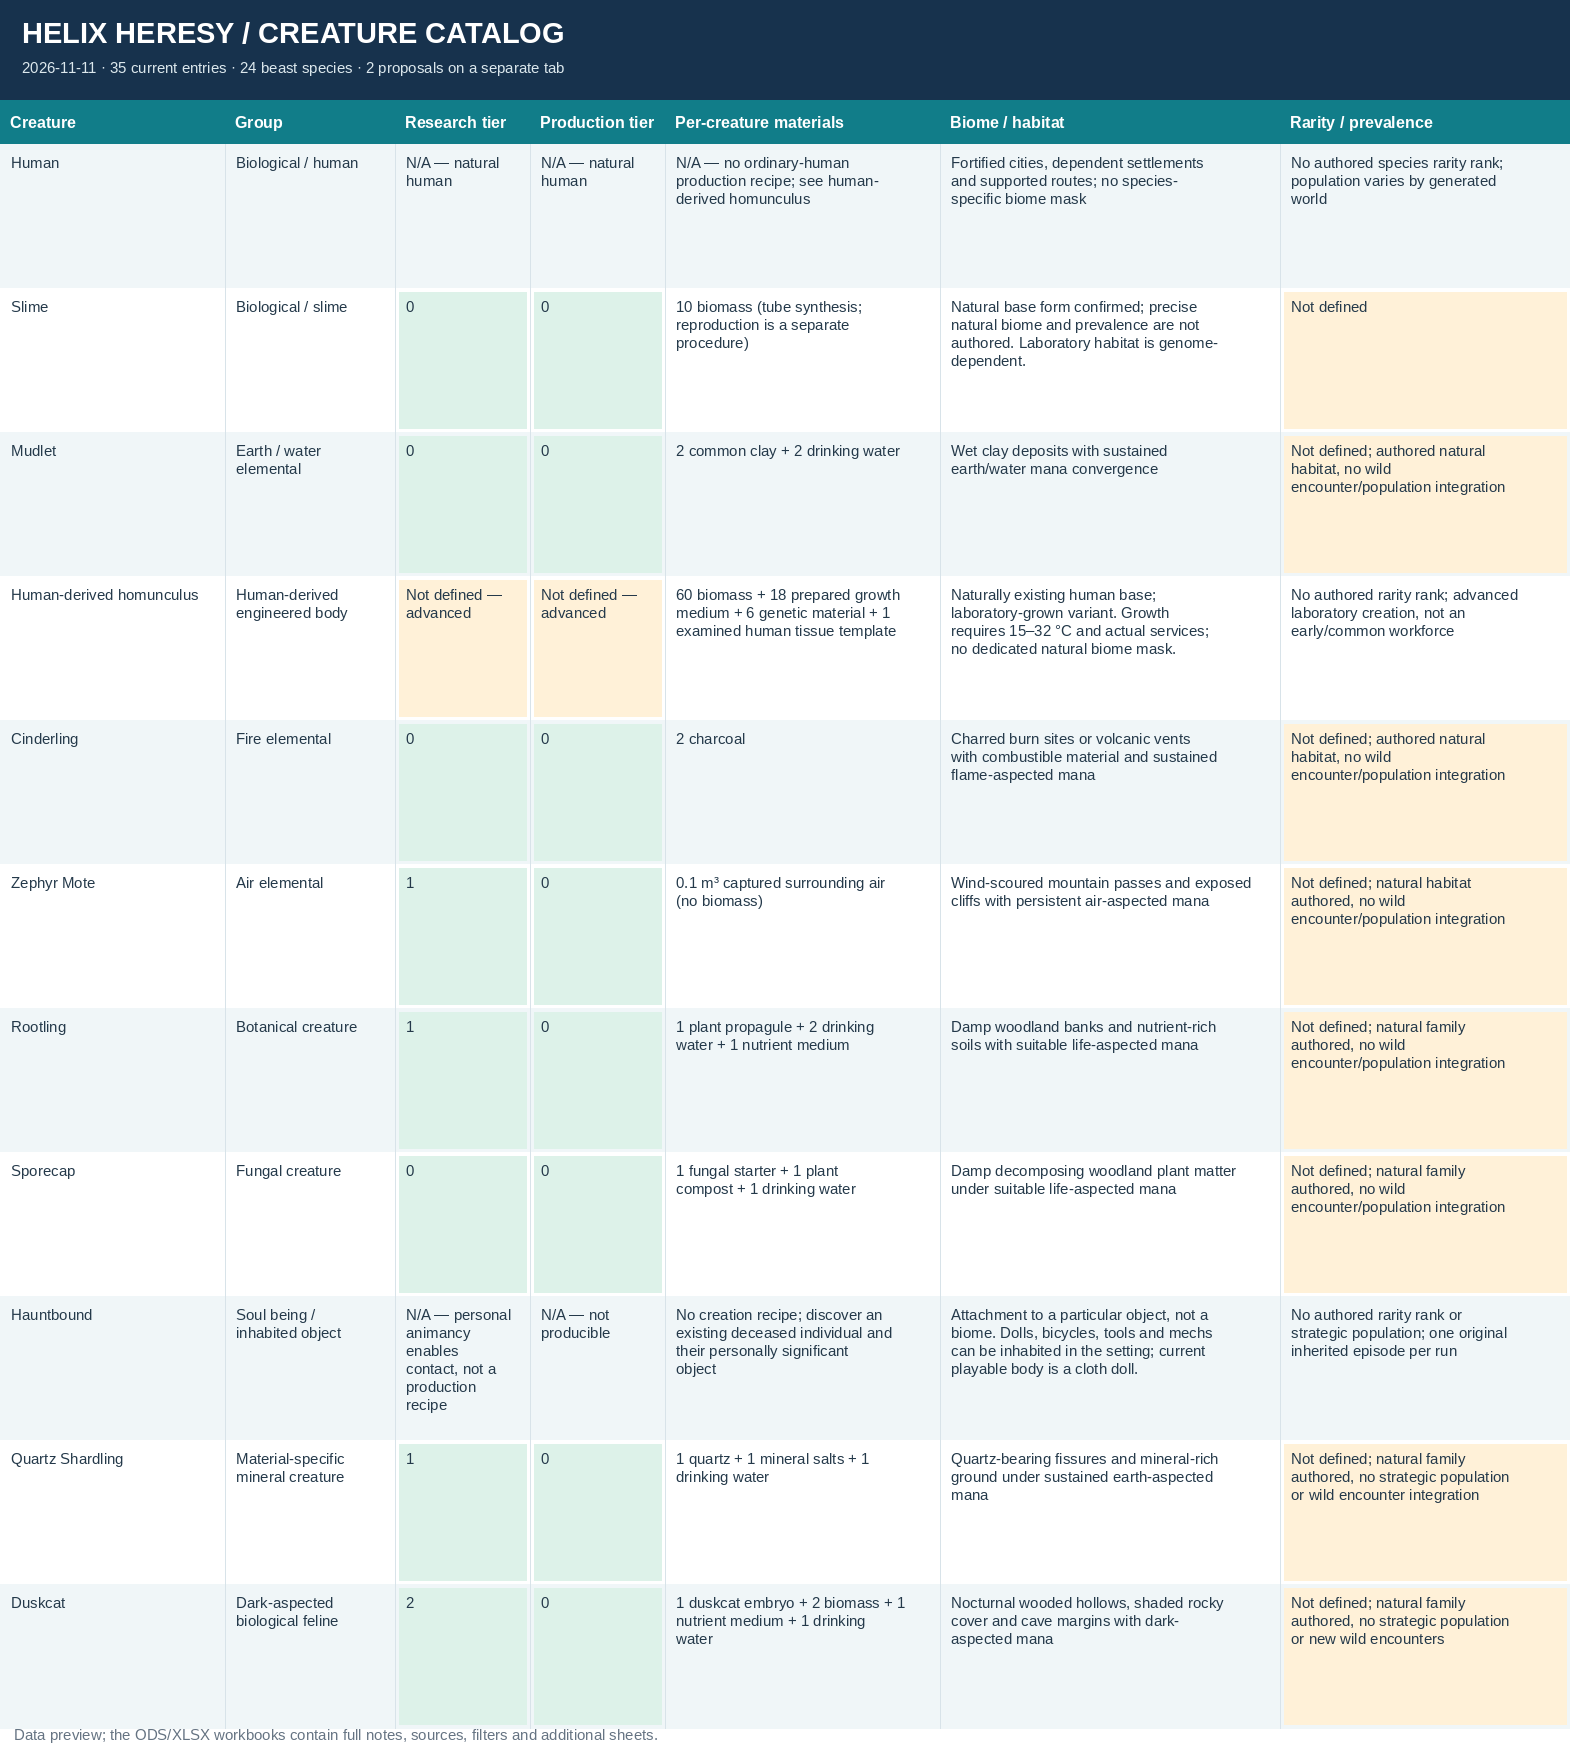 HELIX HERESY / CREATURE CATALOG
2026-11-11 · 35 current entries · 24 beast species · 2 proposals on a separate tab
Creature
Group
Research tier
Production tier
Per-creature materials
Biome / habitat
Rarity / prevalence
Human
Biological / human
N/A — natural
human
N/A — natural
human
N/A — no ordinary-human
production recipe; see human-
derived homunculus
Fortified cities, dependent settlements
and supported routes; no species-
specific biome mask
No authored species rarity rank;
population varies by generated
world
Slime
Biological / slime
0
0
10 biomass (tube synthesis;
reproduction is a separate
procedure)
Natural base form confirmed; precise
natural biome and prevalence are not
authored. Laboratory habitat is genome-
dependent.
Not defined
Mudlet
Earth / water
elemental
0
0
2 common clay + 2 drinking water
Wet clay deposits with sustained
earth/water mana convergence
Not defined; authored natural
habitat, no wild
encounter/population integration
Human-derived homunculus
Human-derived
engineered body
Not defined —
advanced
Not defined —
advanced
60 biomass + 18 prepared growth
medium + 6 genetic material + 1
examined human tissue template
Naturally existing human base;
laboratory-grown variant. Growth
requires 15–32 °C and actual services;
no dedicated natural biome mask.
No authored rarity rank; advanced
laboratory creation, not an
early/common workforce
Cinderling
Fire elemental
0
0
2 charcoal
Charred burn sites or volcanic vents
with combustible material and sustained
flame-aspected mana
Not defined; authored natural
habitat, no wild
encounter/population integration
Zephyr Mote
Air elemental
1
0
0.1 m³ captured surrounding air
(no biomass)
Wind-scoured mountain passes and exposed
cliffs with persistent air-aspected mana
Not defined; natural habitat
authored, no wild
encounter/population integration
Rootling
Botanical creature
1
0
1 plant propagule + 2 drinking
water + 1 nutrient medium
Damp woodland banks and nutrient-rich
soils with suitable life-aspected mana
Not defined; natural family
authored, no wild
encounter/population integration
Sporecap
Fungal creature
0
0
1 fungal starter + 1 plant
compost + 1 drinking water
Damp decomposing woodland plant matter
under suitable life-aspected mana
Not defined; natural family
authored, no wild
encounter/population integration
Hauntbound
Soul being /
inhabited object
N/A — personal
animancy
enables
contact, not a
production
recipe
N/A — not
producible
No creation recipe; discover an
existing deceased individual and
their personally significant
object
Attachment to a particular object, not a
biome. Dolls, bicycles, tools and mechs
can be inhabited in the setting; current
playable body is a cloth doll.
No authored rarity rank or
strategic population; one original
inherited episode per run
Quartz Shardling
Material-specific
mineral creature
1
0
1 quartz + 1 mineral salts + 1
drinking water
Quartz-bearing fissures and mineral-rich
ground under sustained earth-aspected
mana
Not defined; natural family
authored, no strategic population
or wild encounter integration
Duskcat
Dark-aspected
biological feline
2
0
1 duskcat embryo + 2 biomass + 1
nutrient medium + 1 drinking
water
Nocturnal wooded hollows, shaded rocky
cover and cave margins with dark-
aspected mana
Not defined; natural family
authored, no strategic population
or new wild encounters
Data preview; the ODS/XLSX workbooks contain full notes, sources, filters and additional sheets.